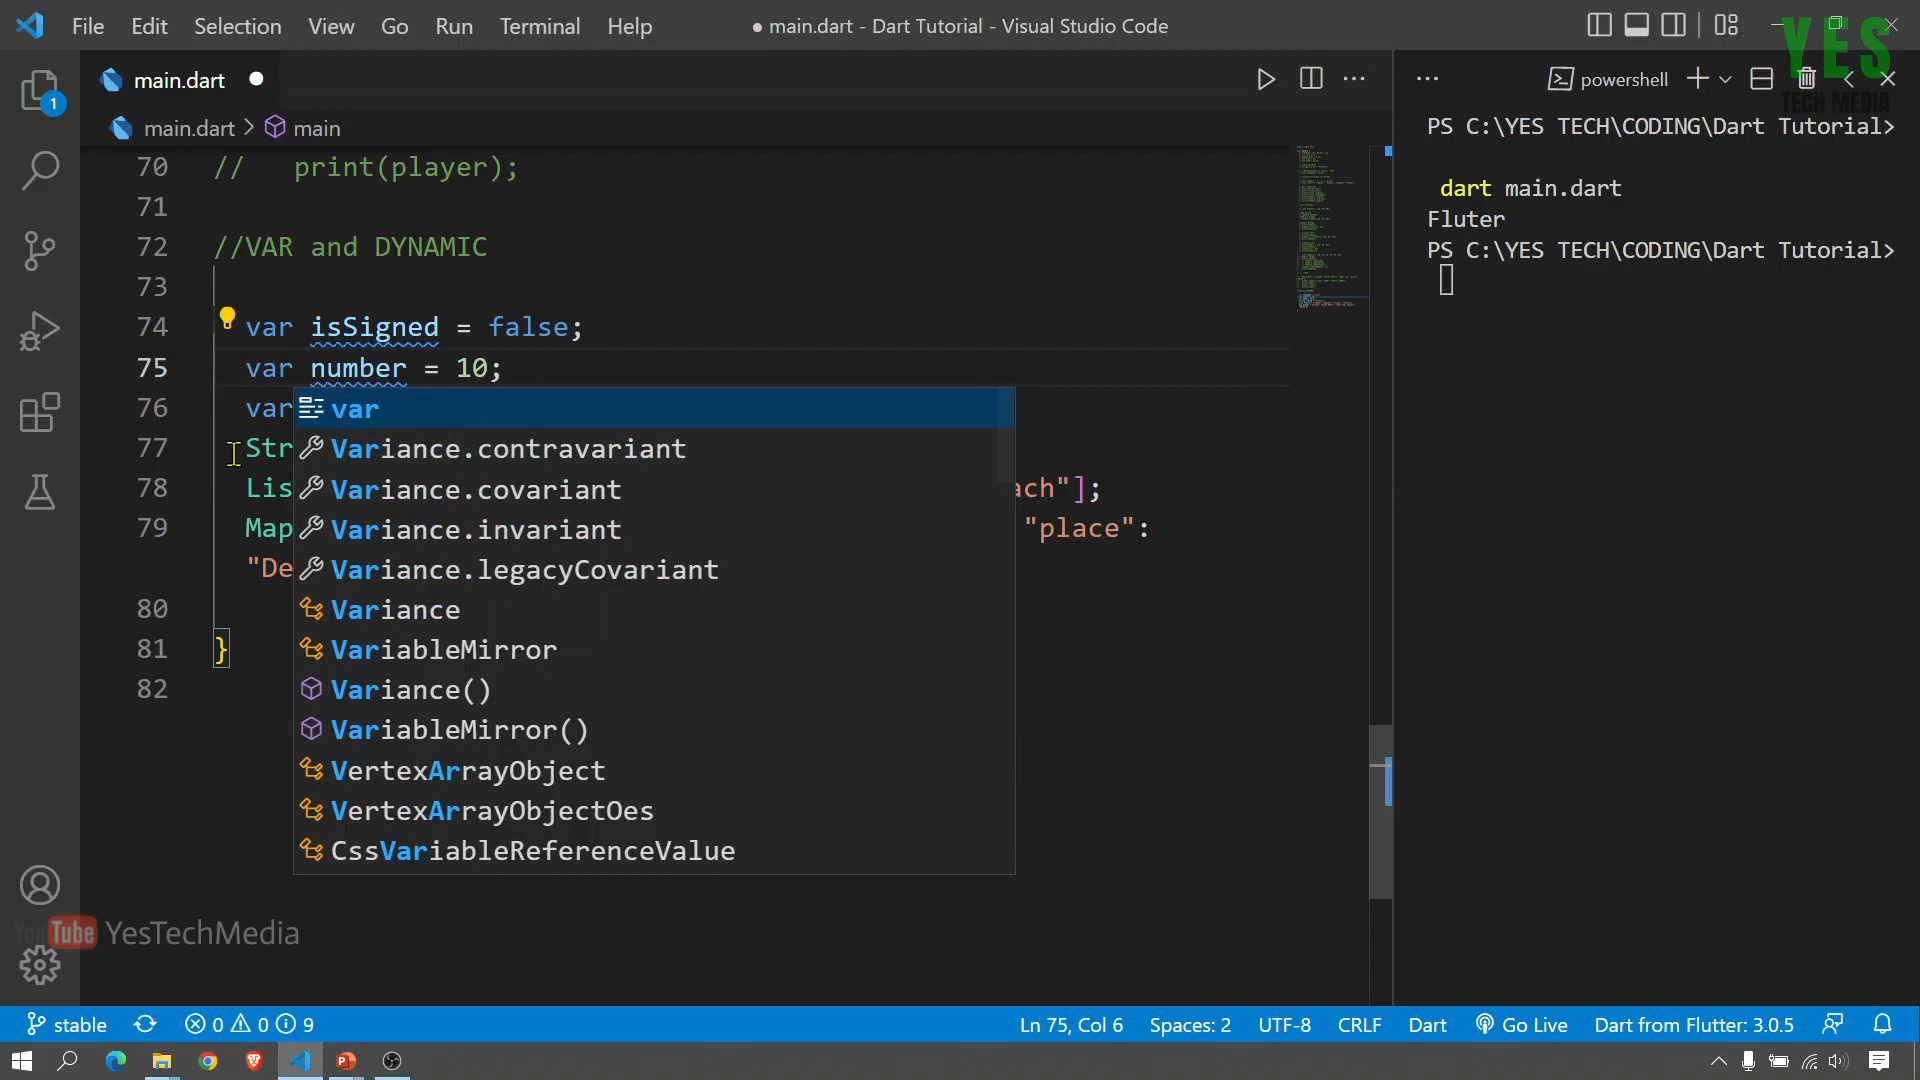 File Edit Selection View Go Run Terminal Help
● main.dart - Dart Tutorial - Visual Studio Code
YES
TECH MEDIA
main.dart
powershell
main.dart > main
70 // print(player);
71
72 //VAR and DYNAMIC
73
74 var isSigned = false;
75 var number = 10;
76 var
77 Str
78 Lis ach"];
79 Map "place":
"De
80
81 }
82
var
Variance.contravariant
Variance.covariant
Variance.invariant
Variance.legacyCovariant
Variance
VariableMirror
Variance()
VariableMirror()
VertexArrayObject
VertexArrayObjectOes
CssVariableReferenceValue
PS C:\YES TECH\CODING\Dart Tutorial>
dart main.dart
Fluter
PS C:\YES TECH\CODING\Dart Tutorial>
1
YouTube YesTechMedia
stable 0 0 9 Ln 75, Col 6 Spaces: 2 UTF-8 CRLF Dart Go Live Dart from Flutter: 3.0.5